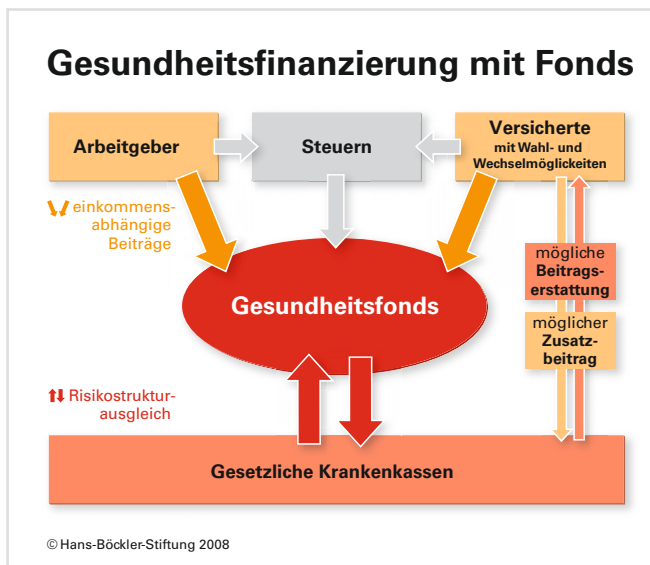 Gesundheitsfinanzierung mit Fonds
Arbeitgeber
Steuern
Versicherte
mit Wahl- und
Wechselmöglickeiten
einkommens-
abhängige
Beiträge
mögliche
Beitrags-
erstattung
Gesundheitsfonds
möglicher
Zusatz-
beitrag
Risikostruktur-
ausgleich
Gesetzliche Krankenkassen
© Hans-Böckler-Stiftung 2008